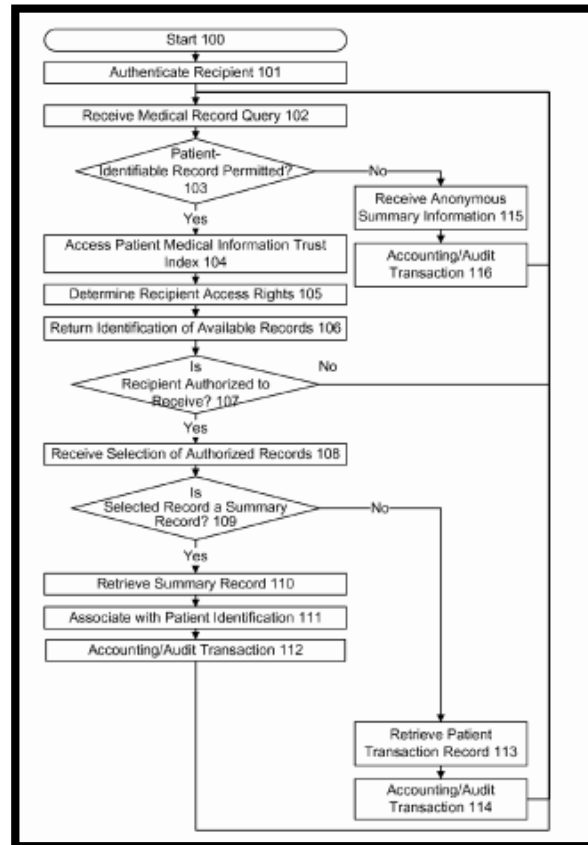 Start 100
Authenticate Recipient 101
Receive Medical Record Query 102
Patient-
Identifiable Record Permitted?
103
No
Receive Anonymous
Summary Information 115
Yes
Access Patient Medical Information Trust
Index 104
Accounting/Audit
Transaction 116
Determine Recipient Access Rights 105
Return Identification of Available Records 106
Is
Recipient Authorized to
Receive? 107
No
Yes
Receive Selection of Authorized Records 108
Is
Selected Record a Summary
Record? 109
No
Yes
Retrieve Summary Record 110
Associate with Patient Identification 111
Accounting/Audit Transaction 112
Retrieve Patient
Transaction Record 113
Accounting/Audit
Transaction 114